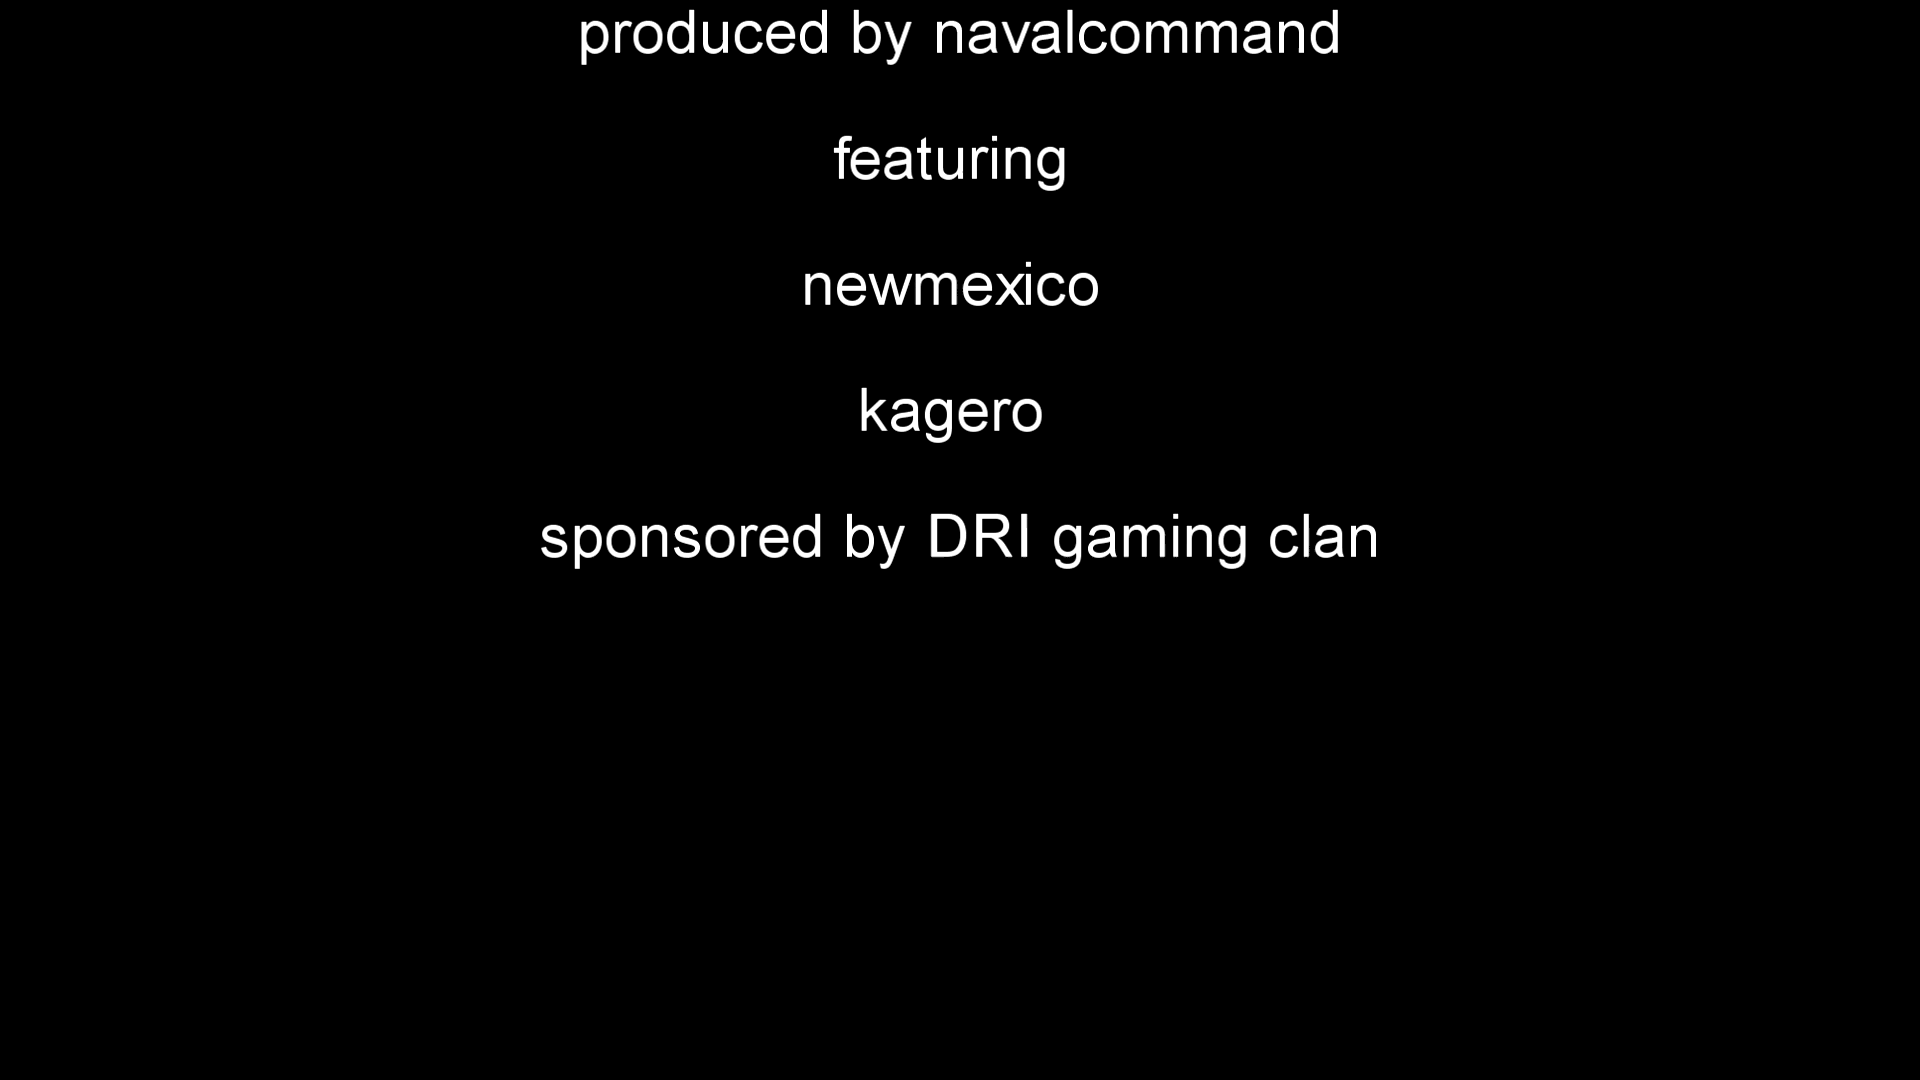 produced by navalcommand
featuring
newmexico
kagero
sponsored by DRI gaming clan